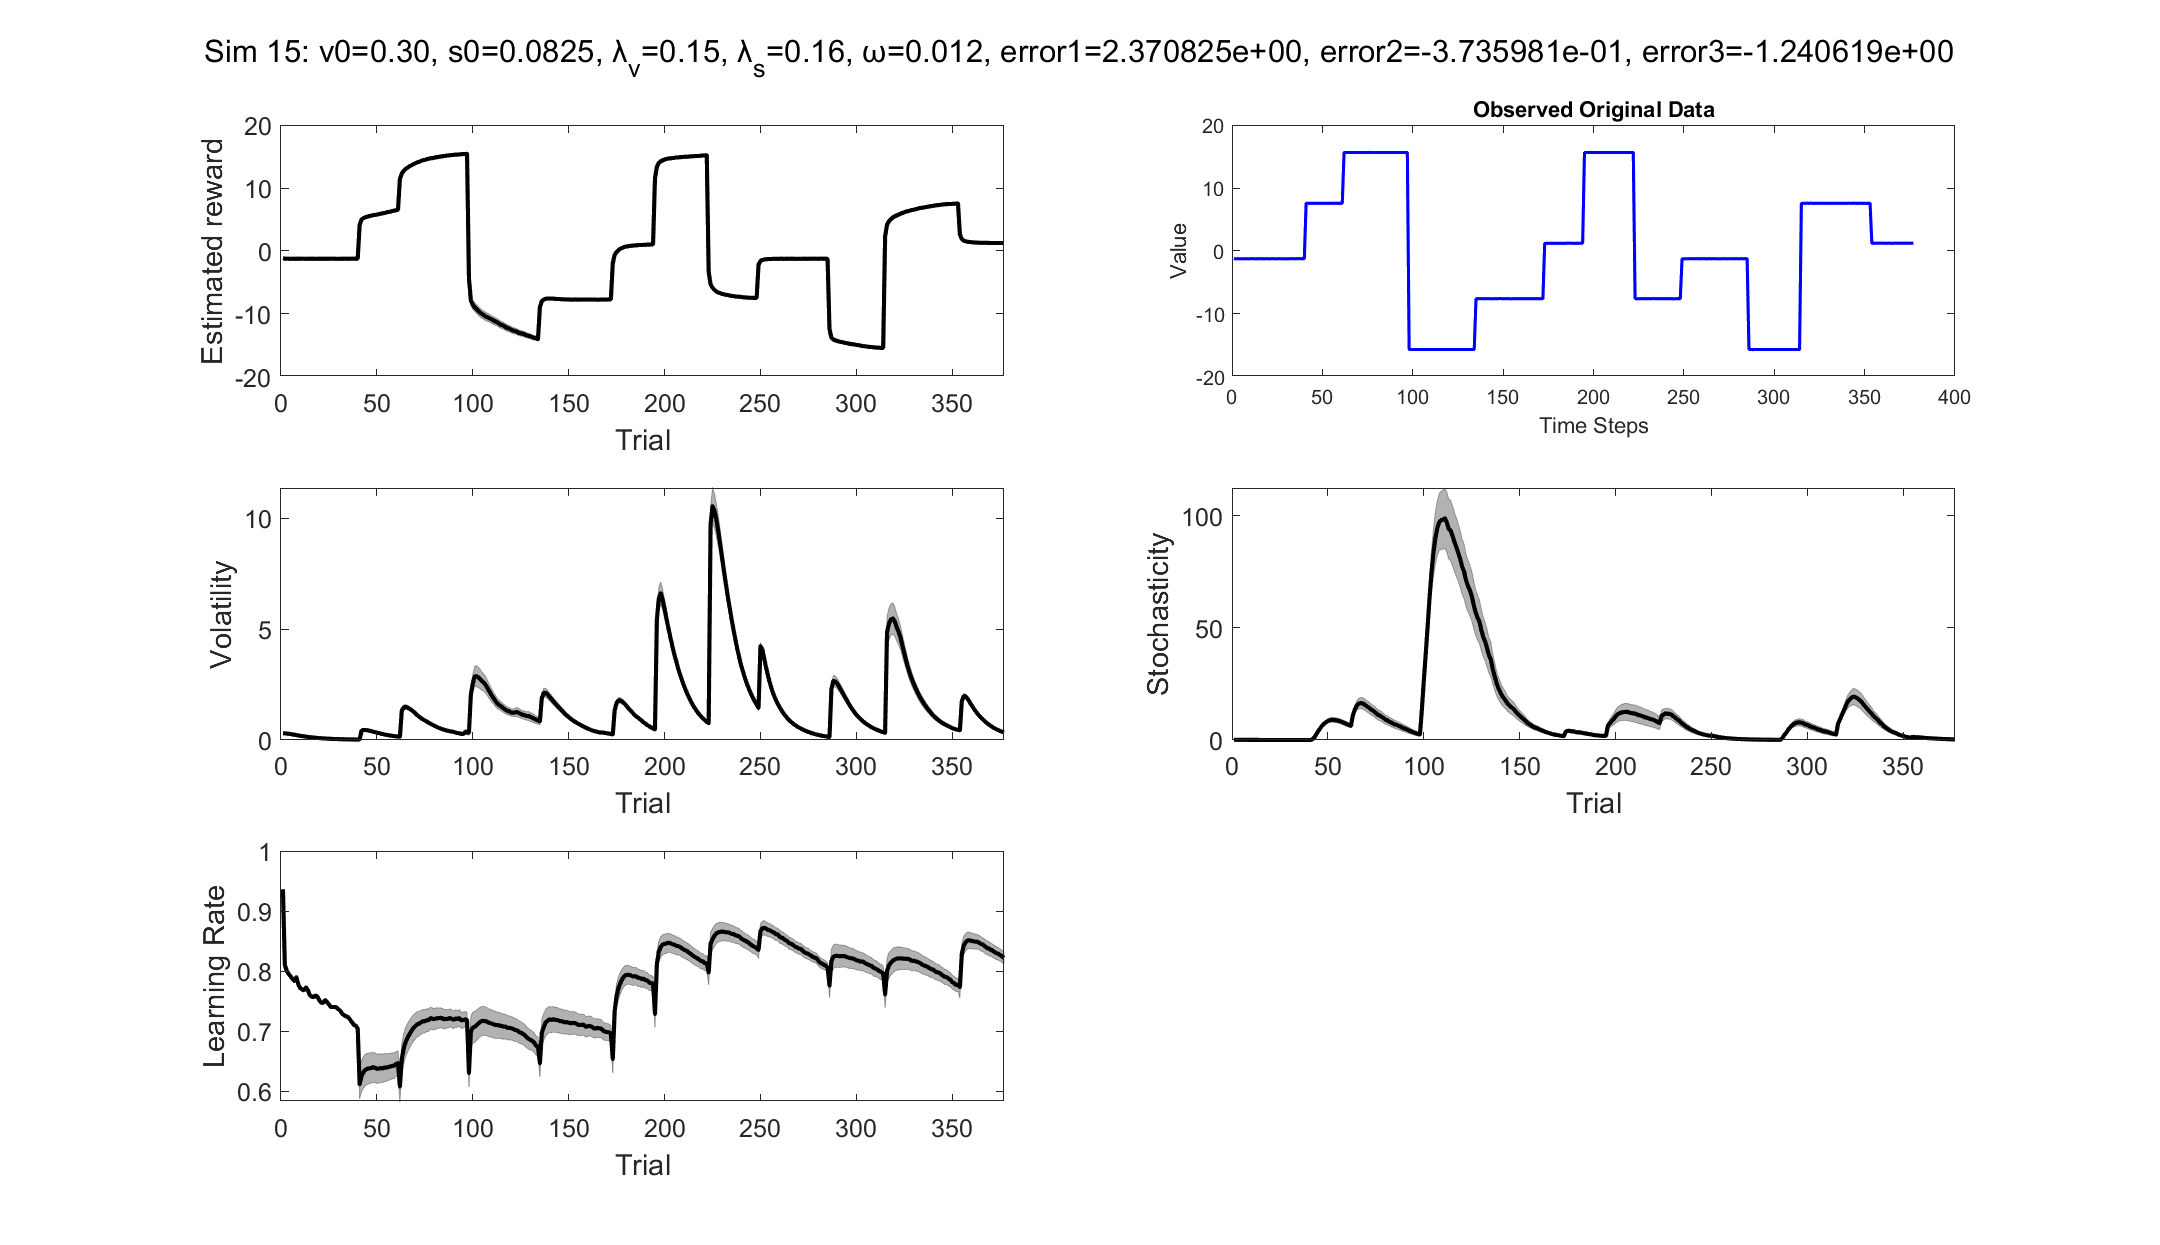 Sim 15: v0=0.30, s0=0.0825, λv=0.15, λs=0.16, ω=0.012, error1=2.370825e+00, error2=-3.735981e-01, error3=-1.240619e+00
Estimated reward
20
10
0
-10
-20
0 50 100 150 200 250 300 350
Trial
Observed Original Data
Value
20
10
0
-10
-20
0 50 100 150 200 250 300 350 400
Time Steps
Volatility
10
5
0
0 50 100 150 200 250 300 350
Trial
Stochasticity
100
50
0
0 50 100 150 200 250 300 350
Trial
Learning Rate
1
0.9
0.8
0.7
0.6
0 50 100 150 200 250 300 350
Trial